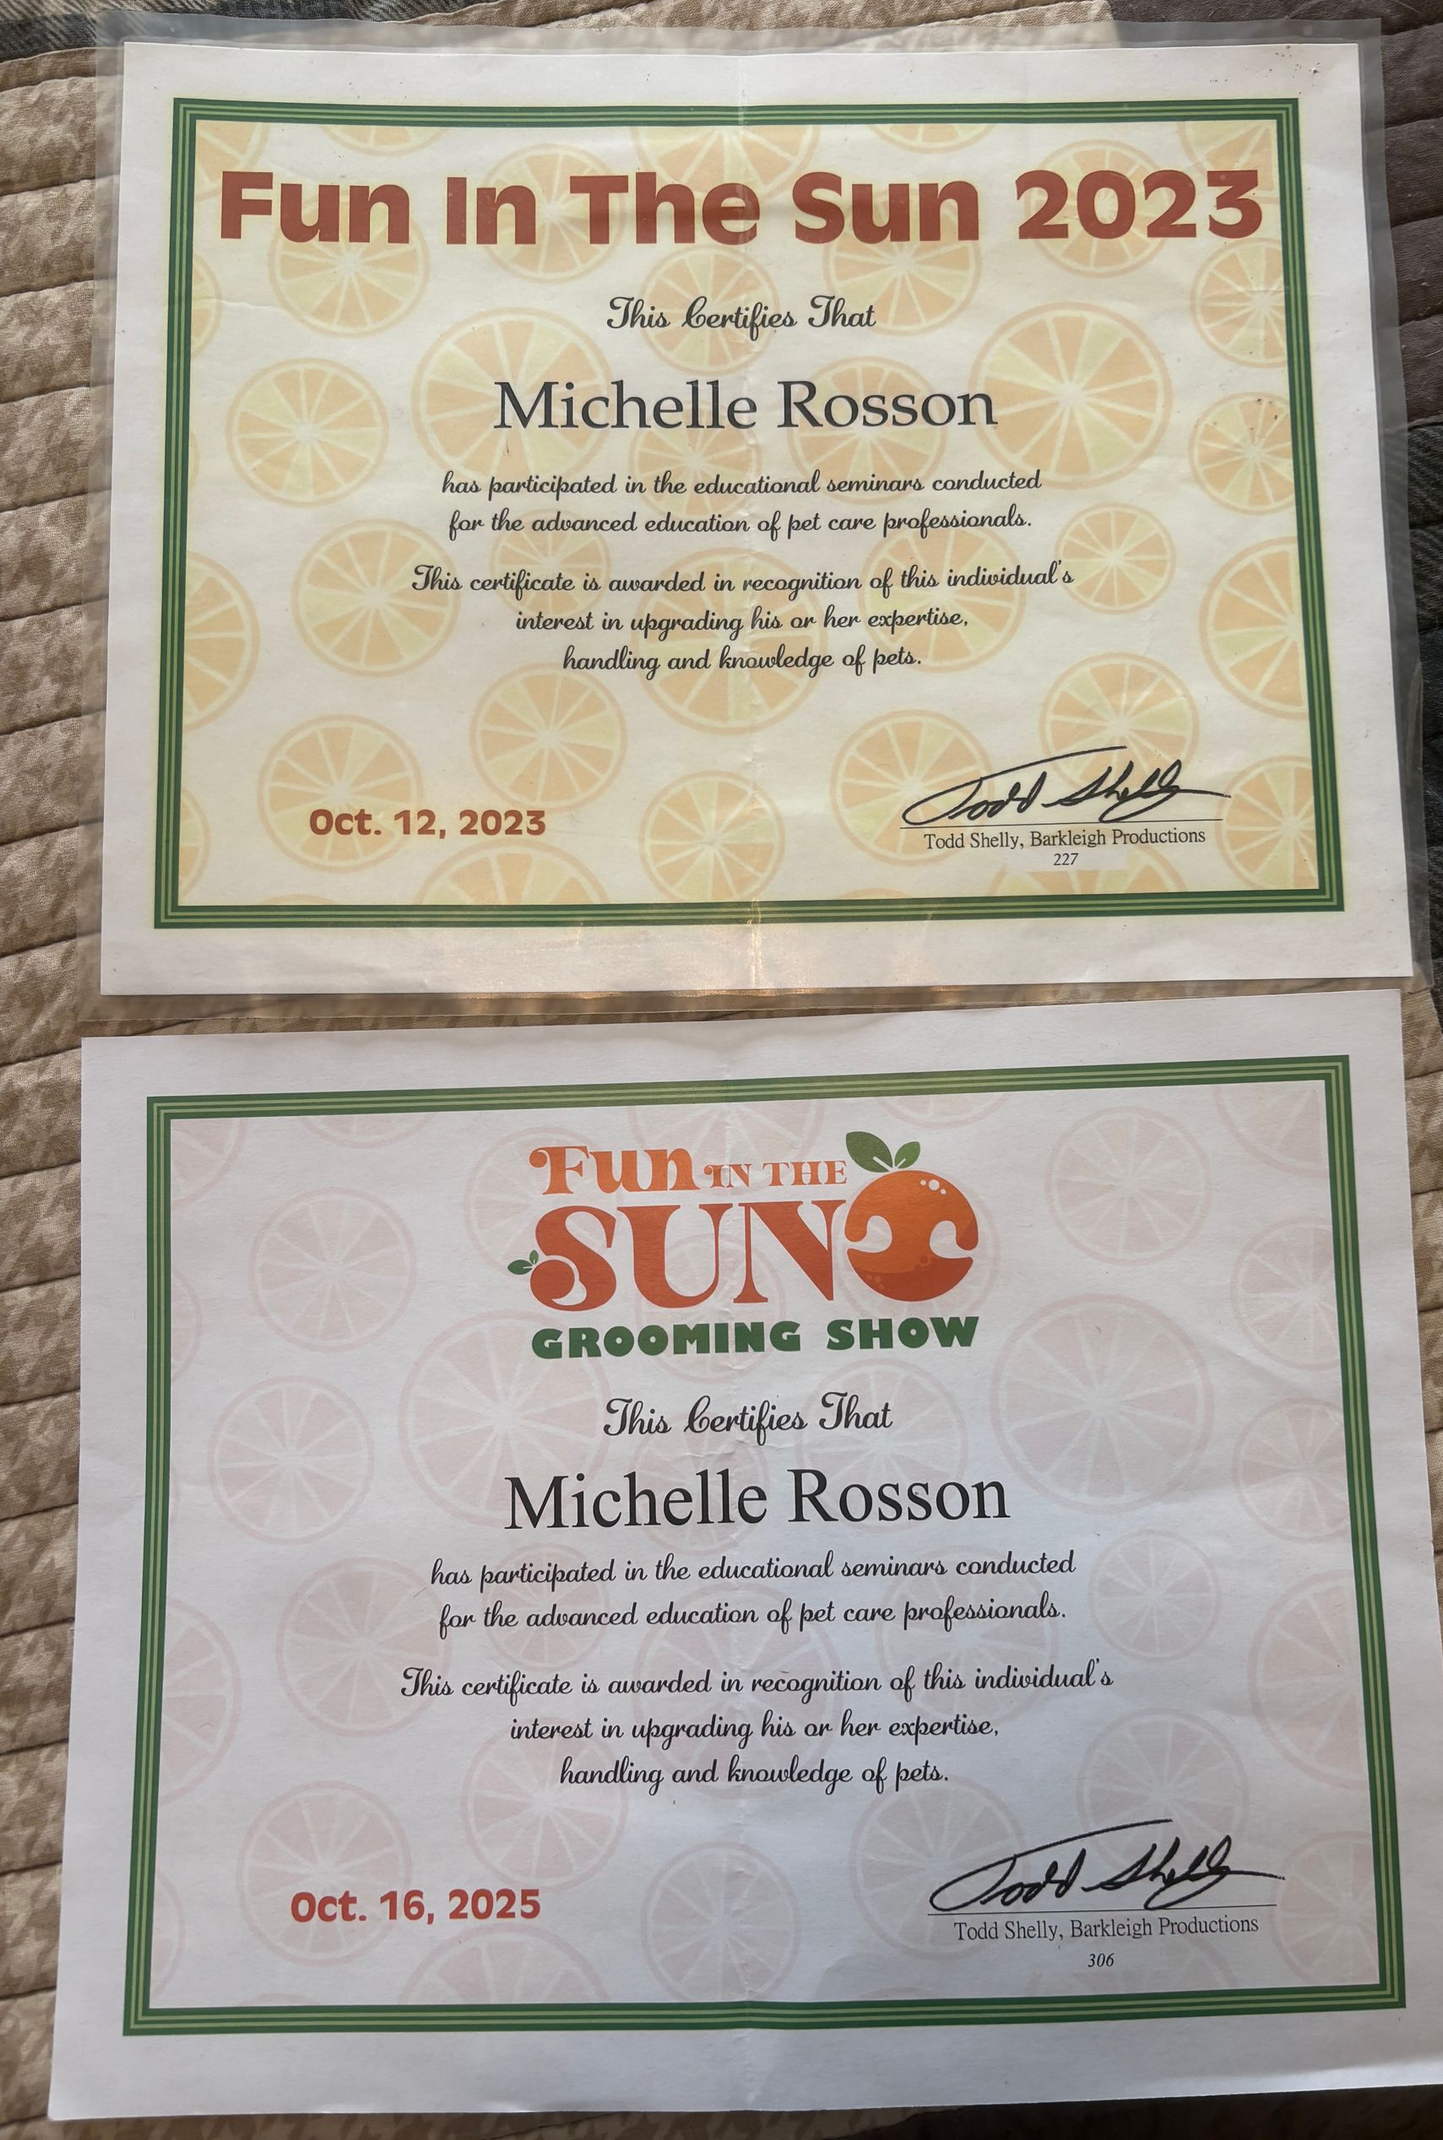 Fun In The Sun 2023
This Certifies That
Michelle Rosson
has participated in the educational seminars conducted
for the advanced education of pet care professionals.
This certificate is awarded in recognition of this individual's
interest in upgrading his or her expertise,
handling and knowledge of pets.
Oct. 12, 2023
Todd Shelly
Todd Shelly, Barkleigh Productions
227
Fun IN THE
SUN
GROOMING SHOW
This Certifies That
Michelle Rosson
has participated in the educational seminars conducted
for the advanced education of pet care professionals.
This certificate is awarded in recognition of this individual's
interest in upgrading his or her expertise,
handling and knowledge of pets.
Oct. 16, 2025
Todd Shelly
Todd Shelly, Barkleigh Productions
306